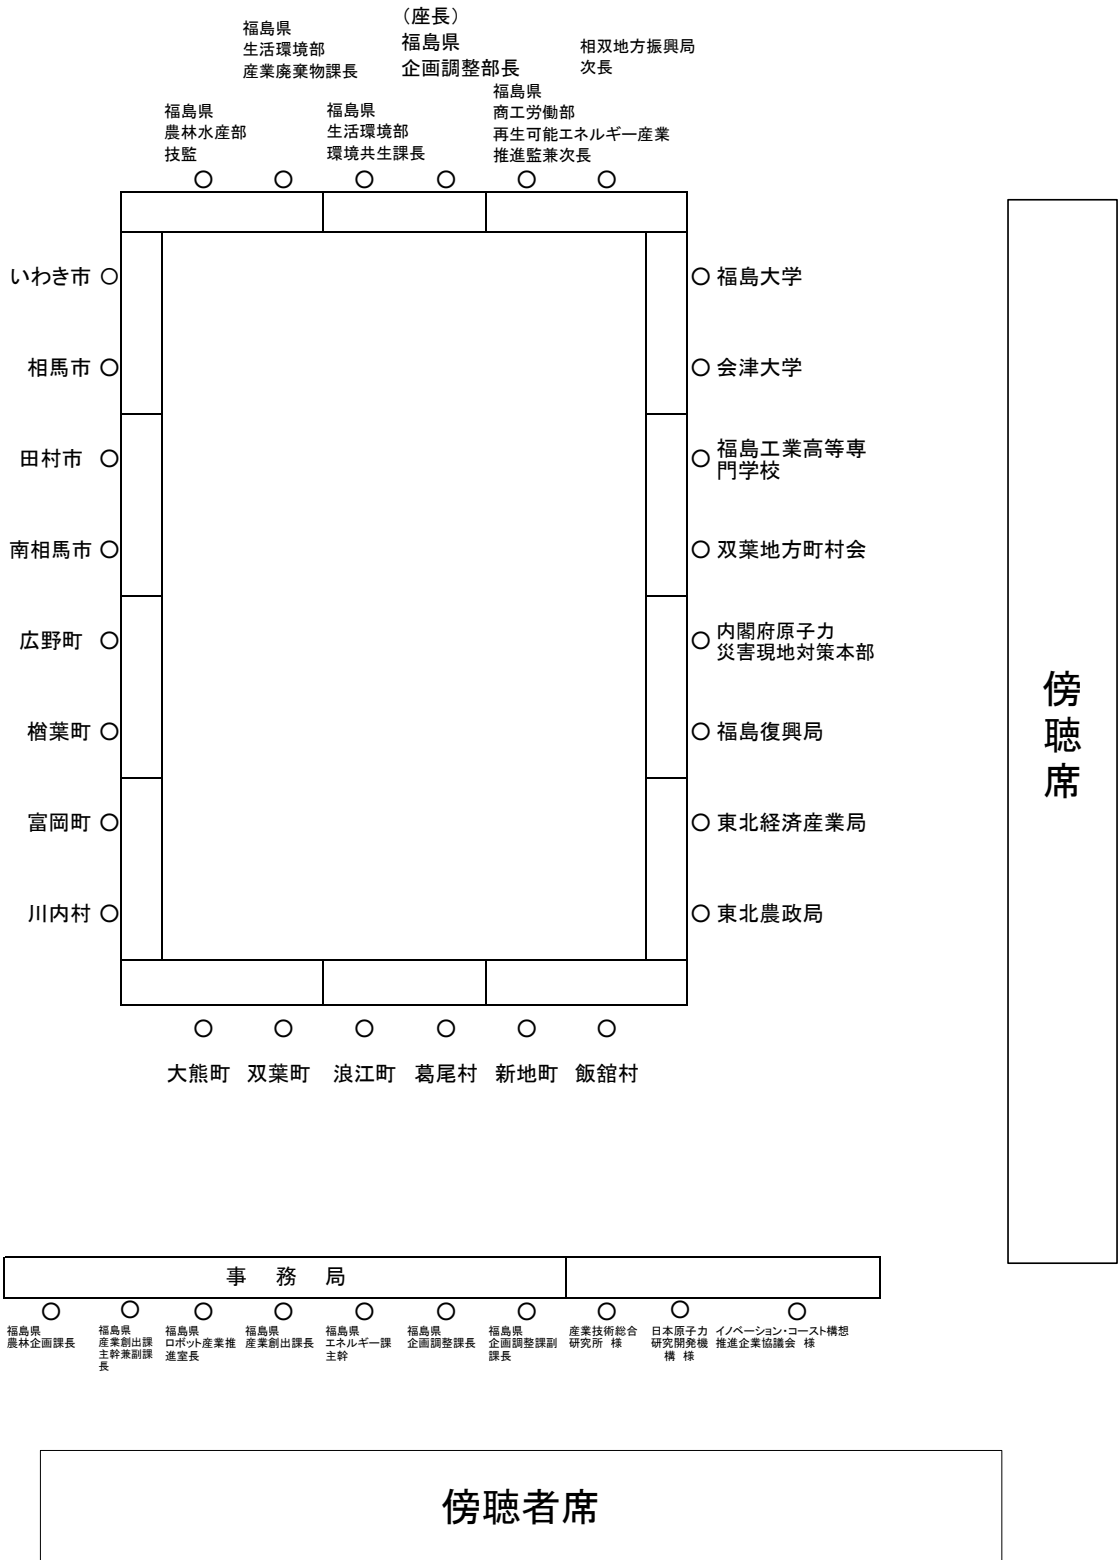 （座長）
福島県
企画調整部長
福島県
生活環境部
産業廃棄物課長
相双地方振興局
次長
福島県
農林水産部
技監
福島県
生活環境部
環境共生課長
福島県
商工労働部
再生可能エネルギー産業
推進監兼次長
いわき市
相馬市
田村市
南相馬市
広野町
楢葉町
富岡町
川内村
福島大学
会津大学
福島工業高等専
門学校
双葉地方町村会
内閣府原子力
災害現地対策本部
福島復興局
東北経済産業局
東北農政局
傍聴席
大熊町
双葉町
浪江町
葛尾村
新地町
飯舘村
事務局
福島県
農林企画課長
福島県
産業創出課
主幹兼副課
長
福島県
ロボット産業推
進室長
福島県
産業創出課長
福島県
エネルギー課
主幹
福島県
企画調整課長
福島県
企画調整課副
課長
産業技術総合
研究所 様
日本原子力
研究開発機
構 様
イノベーション・コースト構想
推進企業協議会 様
傍聴者席